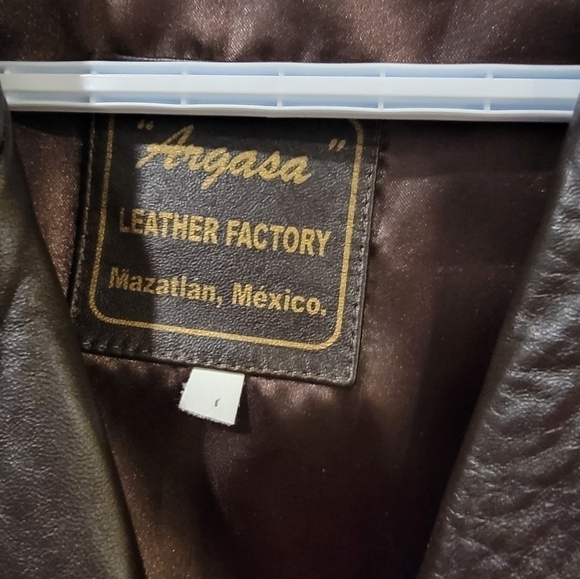 "Argasa"
LEATHER FACTORY
Mazatlan, México.